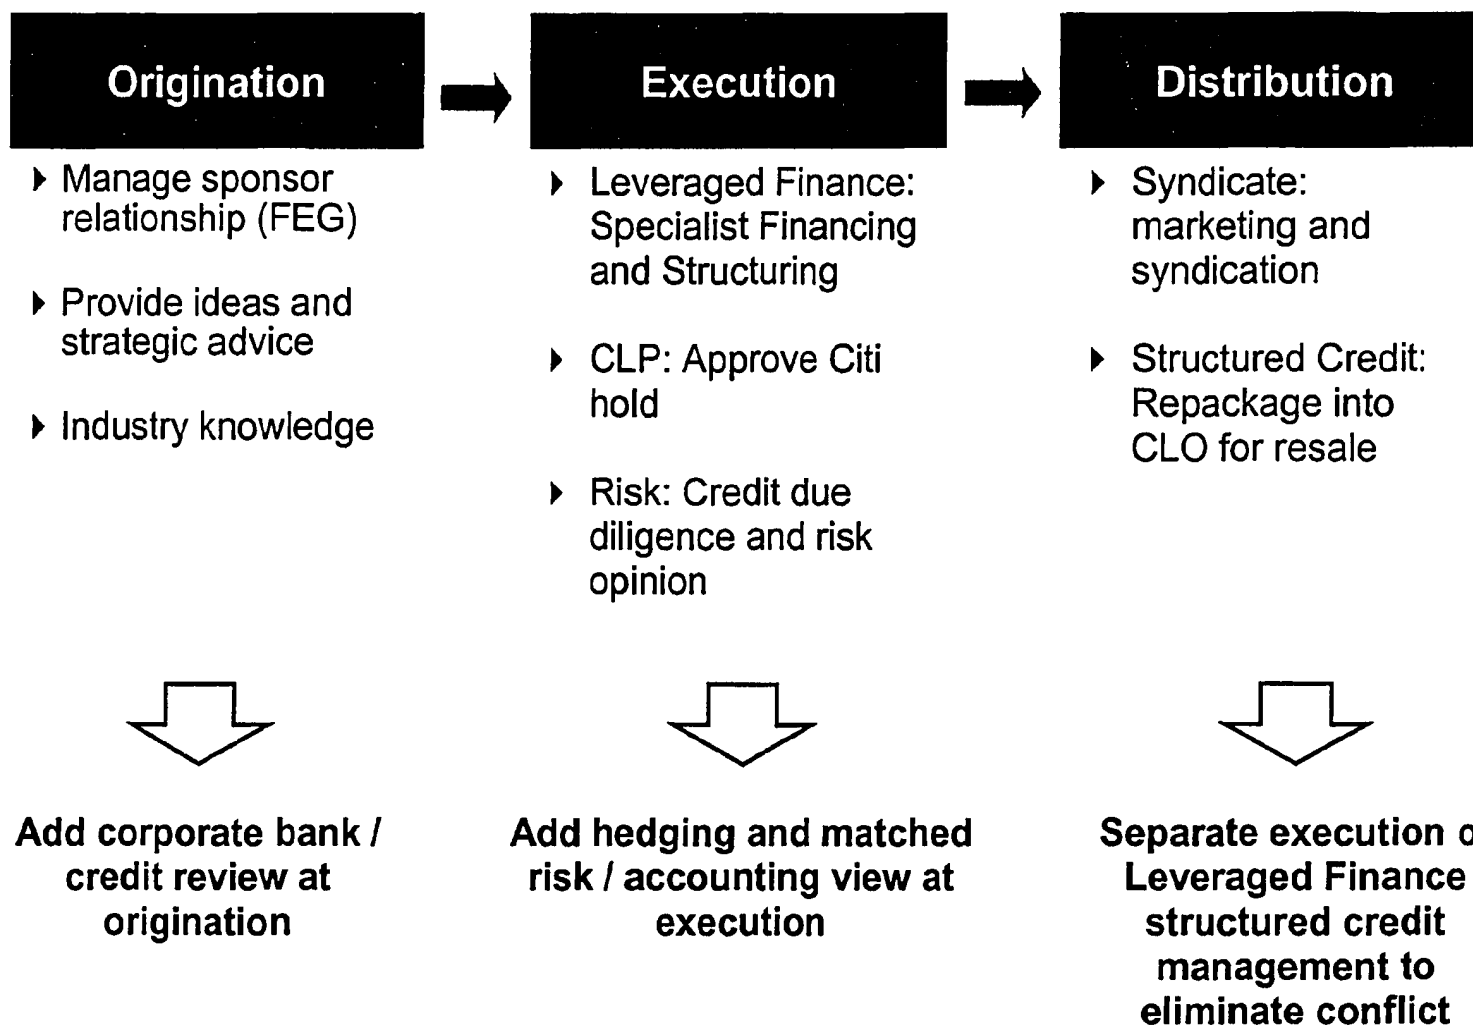 Origination
Manage sponsor
relationship (FEG)
Provide ideas and
strategic advice
Industry knowledge
Add corporate bank /
credit review at
origination
Execution
Leveraged Finance:
Specialist Financing
and Structuring
CLP: Approve Citi
hold
Risk: Credit due
diligence and risk
opinion
Add hedging and matched
risk / accounting view at
execution
Distribution
Syndicate:
marketing and
syndication
Structured Credit:
Repackage into
CLO for resale
Separate execution
Leveraged Finance
structured credit
management to
eliminate conflict